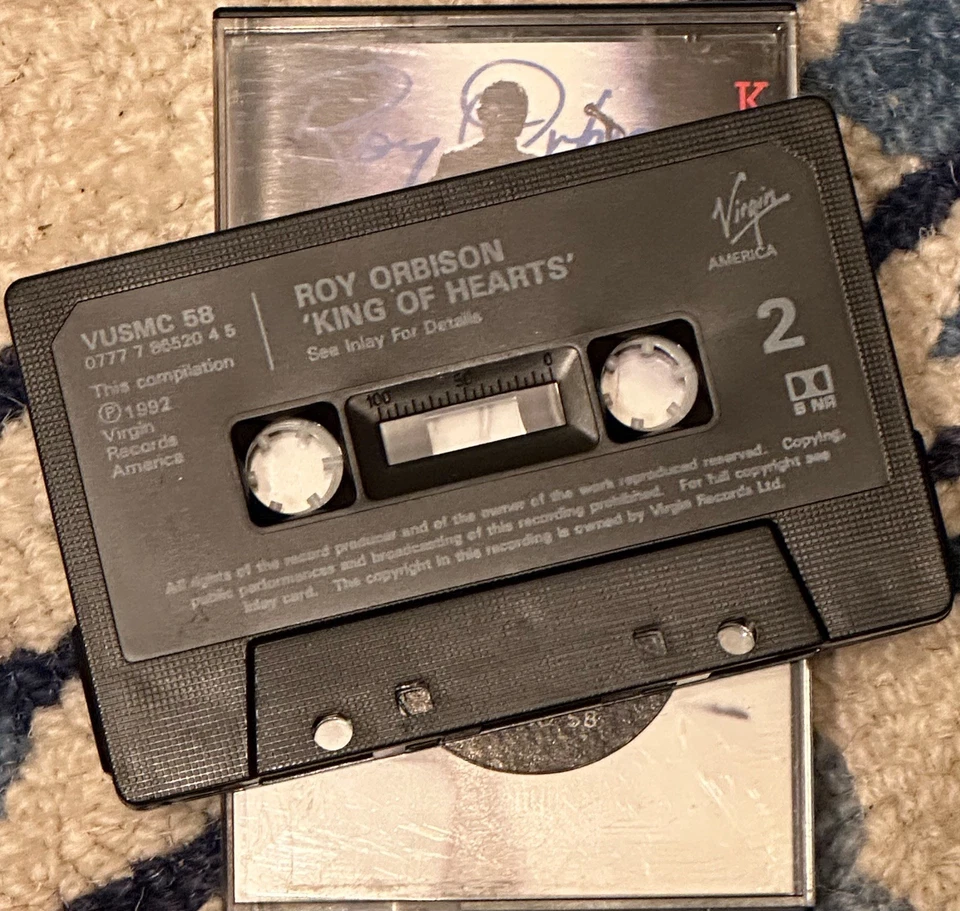 Roy Orbison
K
Virgin
AMERICA
VUSMC 58
0777 7 86520 4 5
This compilation
Ⓟ 1992
Virgin
Records
America
ROY ORBISON
'KING OF HEARTS'
See Inlay For Details
100 50 0
2
B NR
All rights of the record producer and of the owner of the work reproduced reserved. Copying,
public performances and broadcasting of this recording prohibited. For full copyright see
inlay card. The copyright in this recording is owned by Virgin Records Ltd.
58